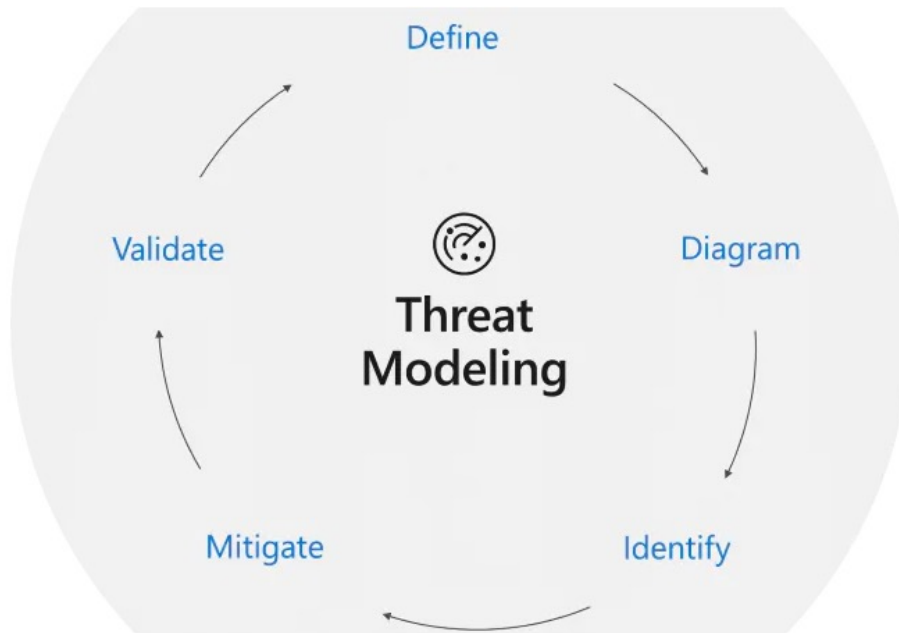 Define
Validate
Diagram
Threat
Modeling
Mitigate
Identify